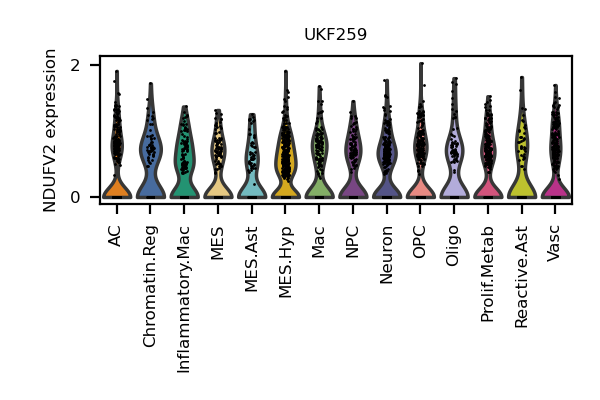 UKF259
NDUFV2 expression
2
0
AC
Chromatin.Reg
Inflammatory.Mac
MES
MES.Ast
MES.Hyp
Mac
NPC
Neuron
OPC
Oligo
Prolif.Metab
Reactive.Ast
Vasc